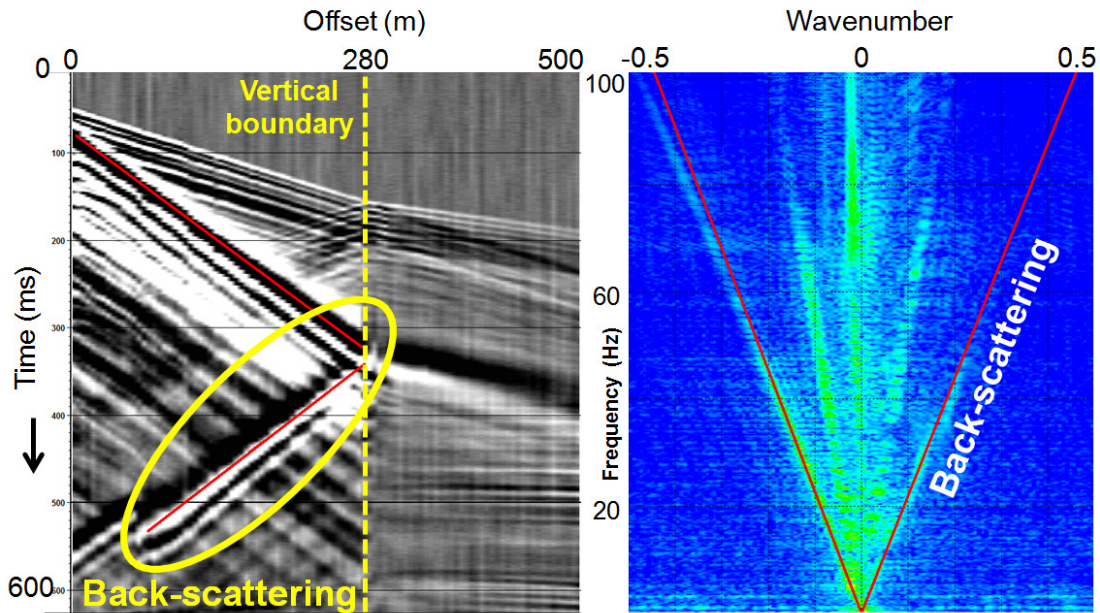 Offset (m)
0
280
500
0
Vertical
boundary
100
200
300
400
500
600
Time (ms)
Back-scattering
Wavenumber
-0.5
0
0.5
100
60
20
Frequency (Hz)
Back-scattering